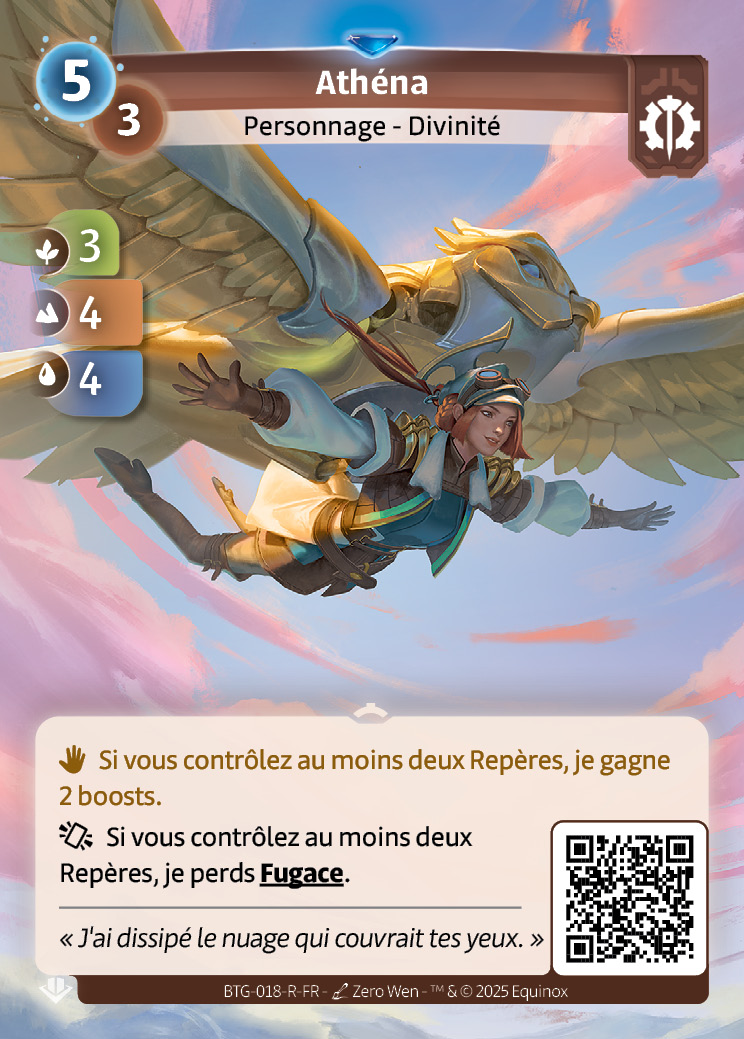 5
Athéna
3
Personnage - Divinité
3
4
4
Si vous contrôlez au moins deux Repères, je gagne
2 boosts.
Si vous contrôlez au moins deux
Repères, je perds Fugace.
« J'ai dissipé le nuage qui couvrait tes yeux. »
BTG-018-R-FR - Zero Wen - ™ & © 2025 Equinox